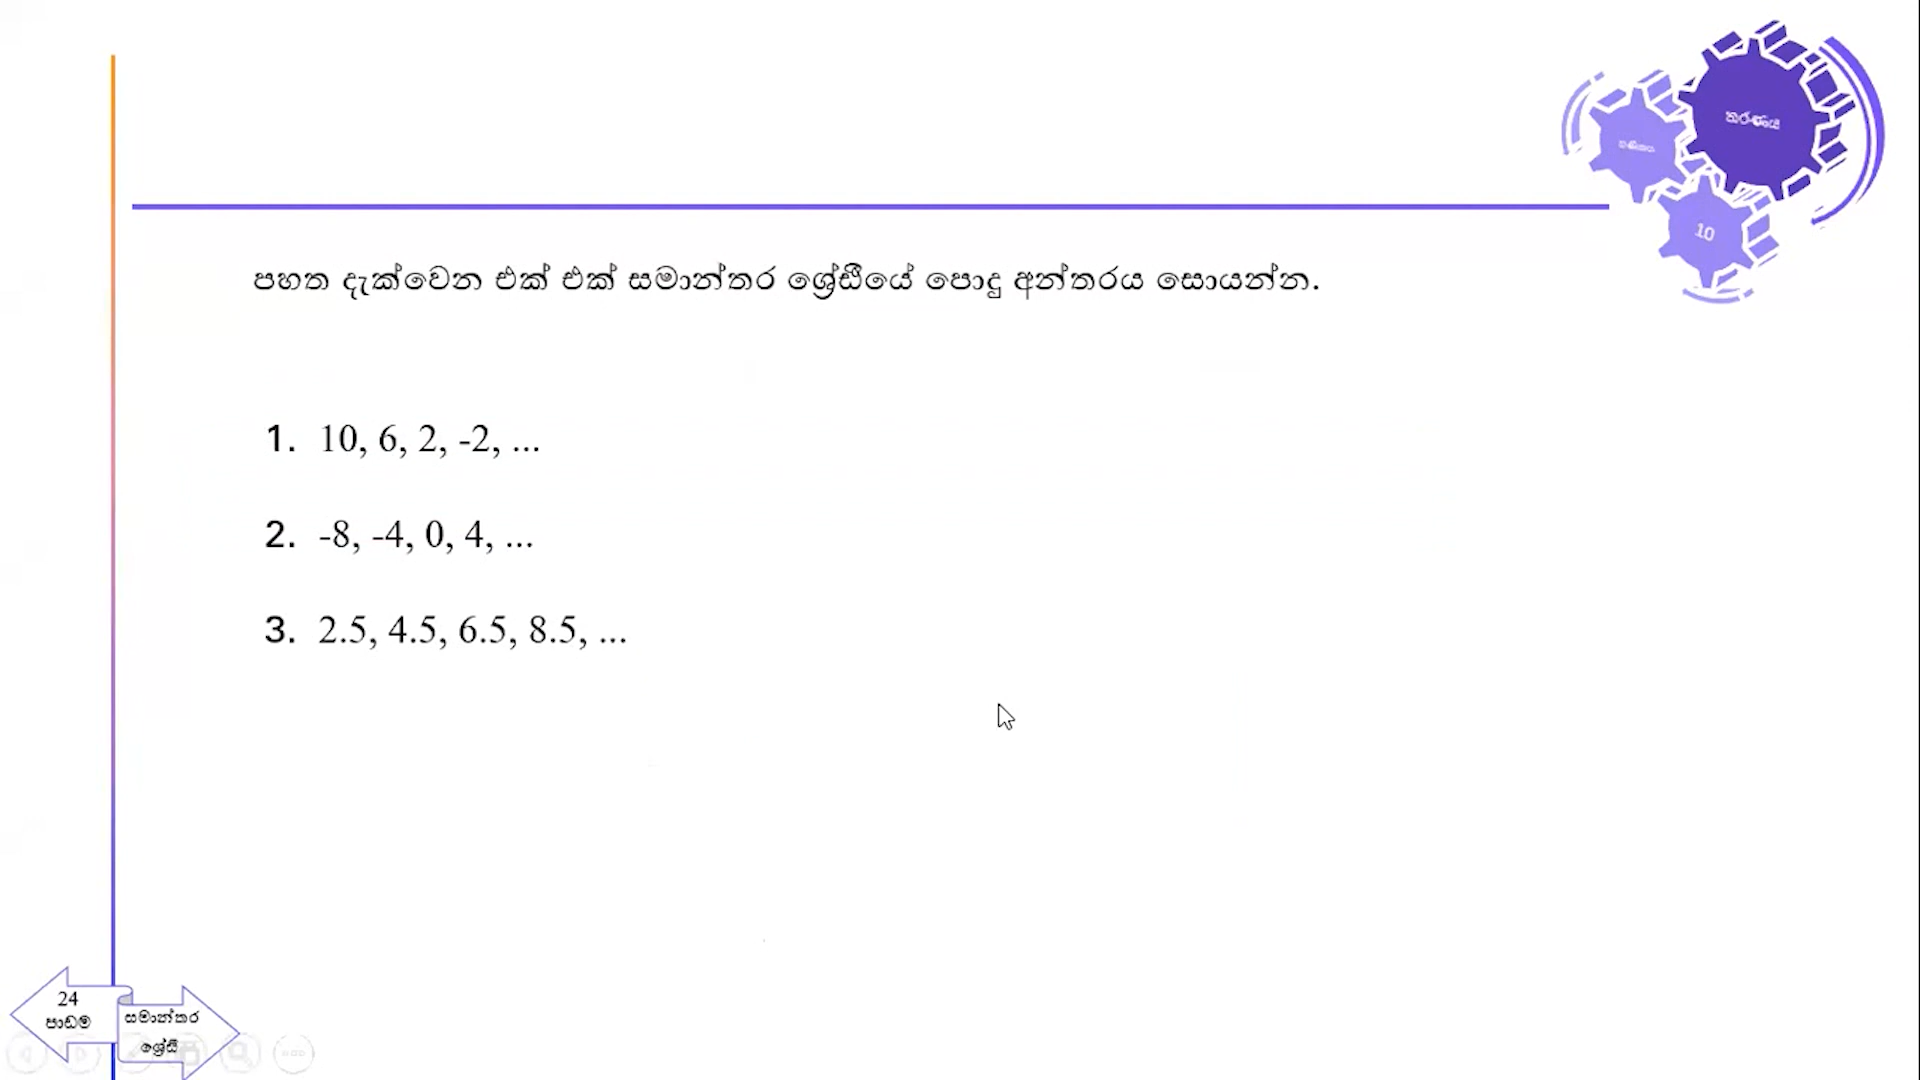 තරණය
10
පහත දැක්වෙන එක් එක් සමාන්තර ශ්‍රේඪියේ පොදු අන්තරය සොයන්න.
1. 10, 6, 2, -2, ...
2. -8, -4, 0, 4, ...
3. 2.5, 4.5, 6.5, 8.5, ...
24
පාඩම
සමාන්තර
ශ්‍රේඪී